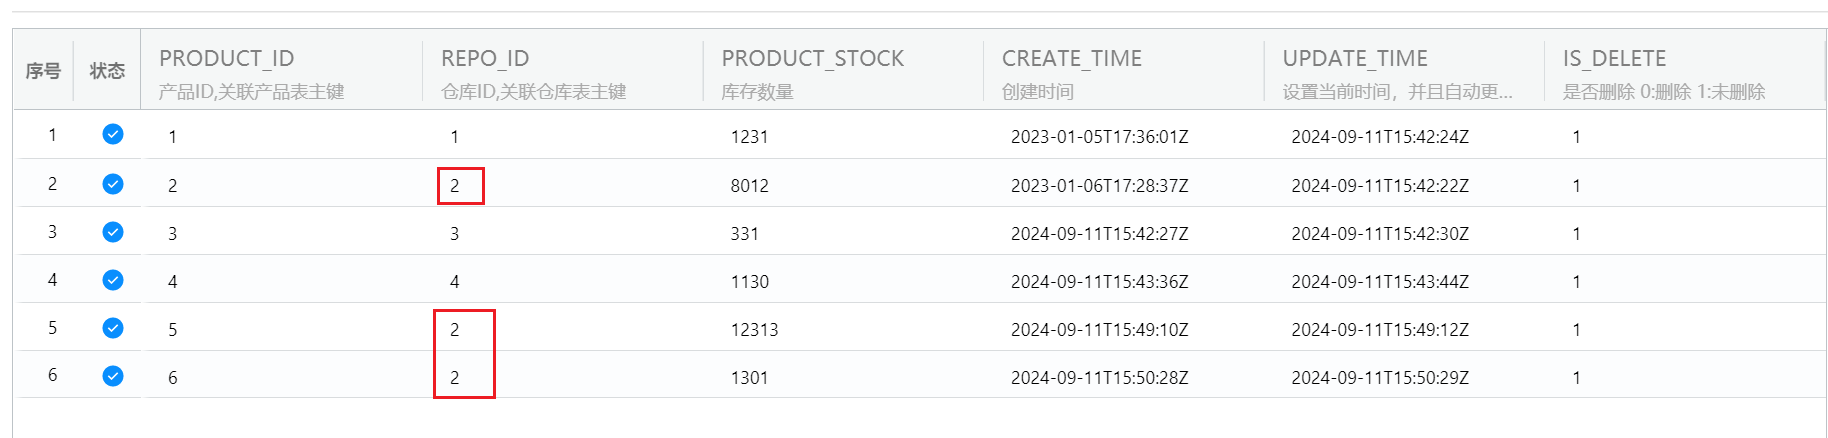 序号 状态 PRODUCT_ID REPO_ID PRODUCT_STOCK CREATE_TIME UPDATE_TIME IS_DELETE
产品ID,关联产品表主键 仓库ID,关联仓库表主键 库存数量 创建时间 设置当前时间，并且自动更... 是否删除 0:删除 1:未删除
1 1 1 1231 2023-01-05T17:36:01Z 2024-09-11T15:42:24Z 1
2 2 2 8012 2023-01-06T17:28:37Z 2024-09-11T15:42:22Z 1
3 3 3 331 2024-09-11T15:42:27Z 2024-09-11T15:42:30Z 1
4 4 4 1130 2024-09-11T15:43:36Z 2024-09-11T15:43:44Z 1
5 5 2 12313 2024-09-11T15:49:10Z 2024-09-11T15:49:12Z 1
6 6 2 1301 2024-09-11T15:50:28Z 2024-09-11T15:50:29Z 1